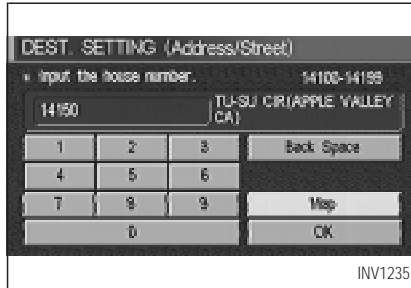 DEST. SETTING (Address/Street)
Input the house number. 14100-14199
14150 TU-SU CIR(APPLE VALLEY CA)
1 2 3 Back Space
4 5 6
7 8 9 Map
0 OK
INV1235